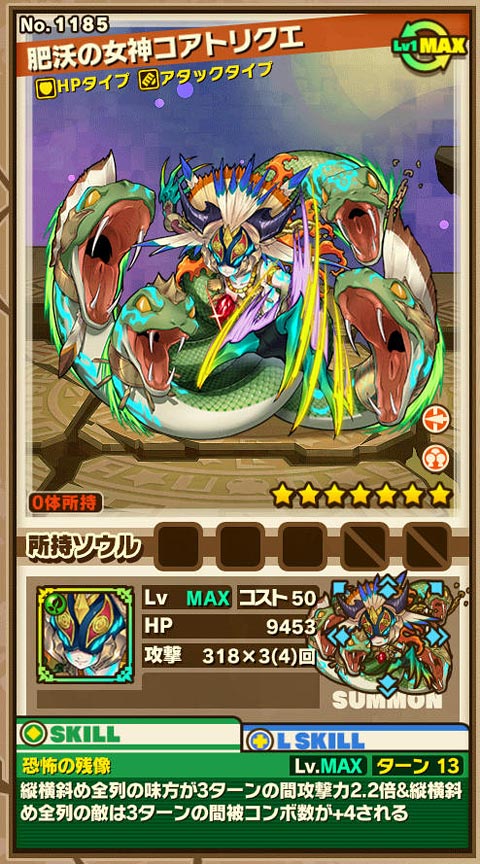 No.1185
肥沃の女神コアトリクエ
Lv1 MAX
HPタイプ アタックタイプ
0体所持
所持ソウル
Lv MAX コスト 50
HP 9453
攻撃 318×3(4)回
SUMMON
SKILL
L SKILL
恐怖の残像 Lv.MAX ターン 13
縦横斜め全列の味方が3ターンの間攻撃力2.2倍&縦横斜
め全列の敵は3ターンの間被コンボ数が+4される